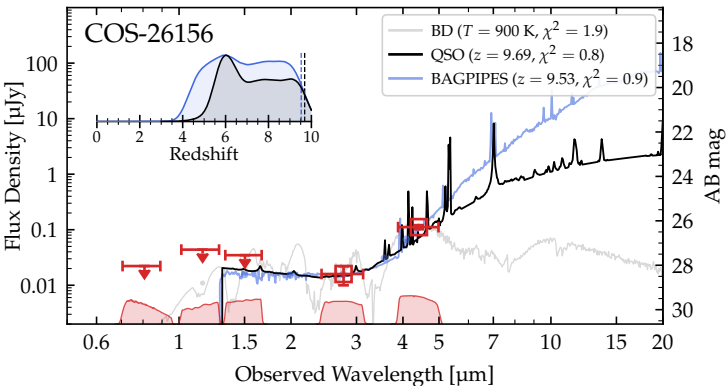 COS-26156
BD (T = 900 K, χ² = 1.9)
QSO (z = 9.69, χ² = 0.8)
BAGPIPES (z = 9.53, χ² = 0.9)
100
10
1
0.1
0.01
Flux Density [μJy]
0 2 4 6 8 10
Redshift
18
20
22
23
24
26
28
29
30
AB mag
0.6 1 2 3 4 5 7 10 15 20
Observed Wavelength [μm]